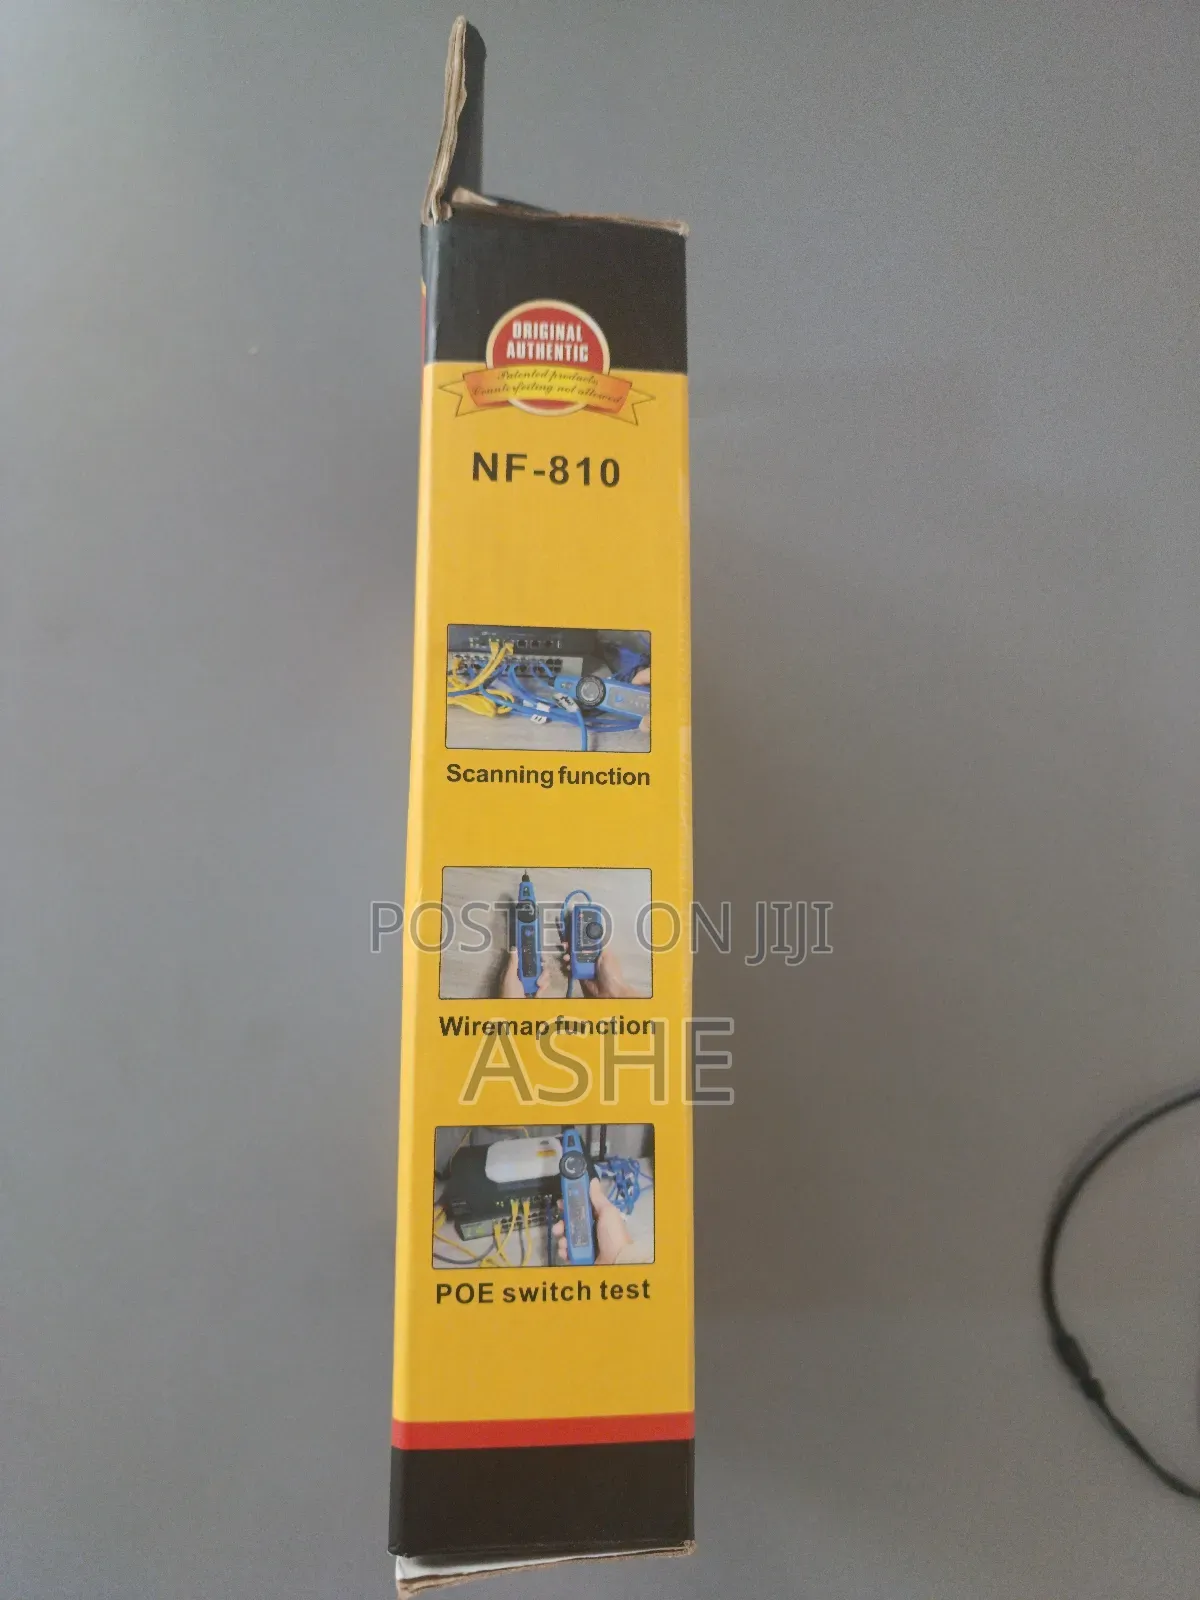 ORIGINAL
AUTHENTIC
Patented products,
Counterfeiting not allowed
NF-810
Scanning function
POSTED ON JIJI
Wiremap function
ASHE
POE switch test